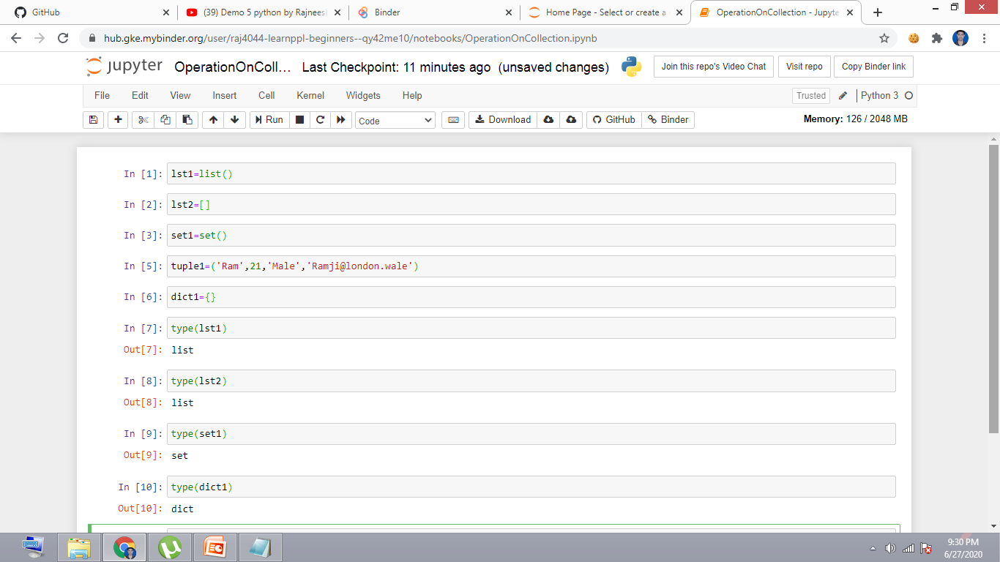 GitHub
(39) Demo 5 python by Rajnees
Binder
Home Page - Select or create a
OperationOnCollection - Jupyte
hub.gke.mybinder.org/user/raj4044-learnppl-beginners--qy42me10/notebooks/OperationOnCollection.ipynb
jupyter OperationOnColl... Last Checkpoint: 11 minutes ago (unsaved changes)
Join this repo's Video Chat
Visit repo
Copy Binder link
File Edit View Insert Cell Kernel Widgets Help
Trusted
Python 3
Run
Code
Download
GitHub
Binder
Memory: 126 / 2048 MB
In [1]: lst1=list()
In [2]: lst2=[]
In [3]: set1=set()
In [5]: tuple1=('Ram',21,'Male','Ramji@london.wale')
In [6]: dict1={}
In [7]: type(lst1)
Out[7]: list
In [8]: type(lst2)
Out[8]: list
In [9]: type(set1)
Out[9]: set
In [10]: type(dict1)
Out[10]: dict
9:30 PM
6/27/2020